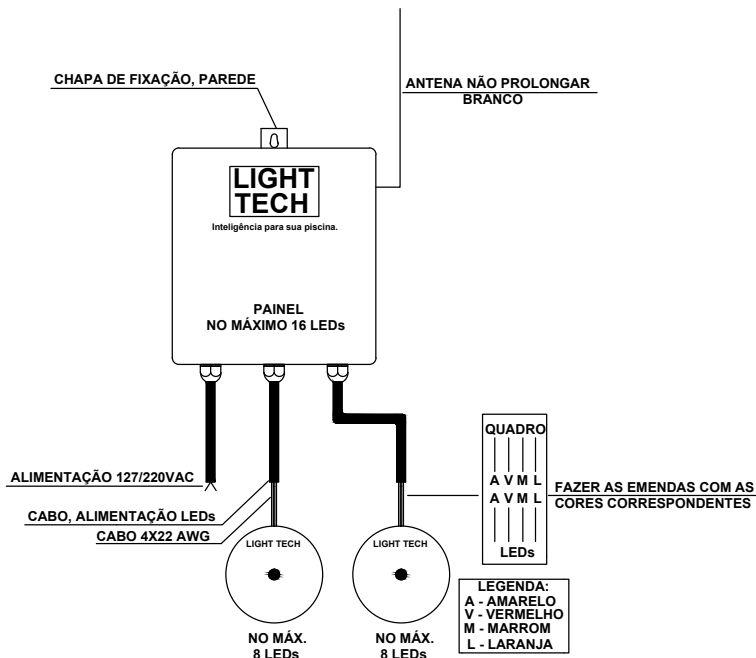 CHAPA DE FIXAÇÃO, PAREDE
ANTENA NÃO PROLONGAR
BRANCO
LIGHT
TECH
Inteligência para sua piscina.
PAINEL
NO MÁXIMO 16 LEDs
ALIMENTAÇÃO 127/220VAC
CABO, ALIMENTAÇÃO LEDs
CABO 4X22 AWG
LIGHT TECH
NO MÁX.
8 LEDs
LIGHT TECH
NO MÁX.
8 LEDs
QUADRO
A V M L
A V M L
LEDs
FAZER AS EMENDAS COM AS
CORES CORRESPONDENTES
LEGENDA:
A - AMARELO
V - VERMELHO
M - MARROM
L - LARANJA